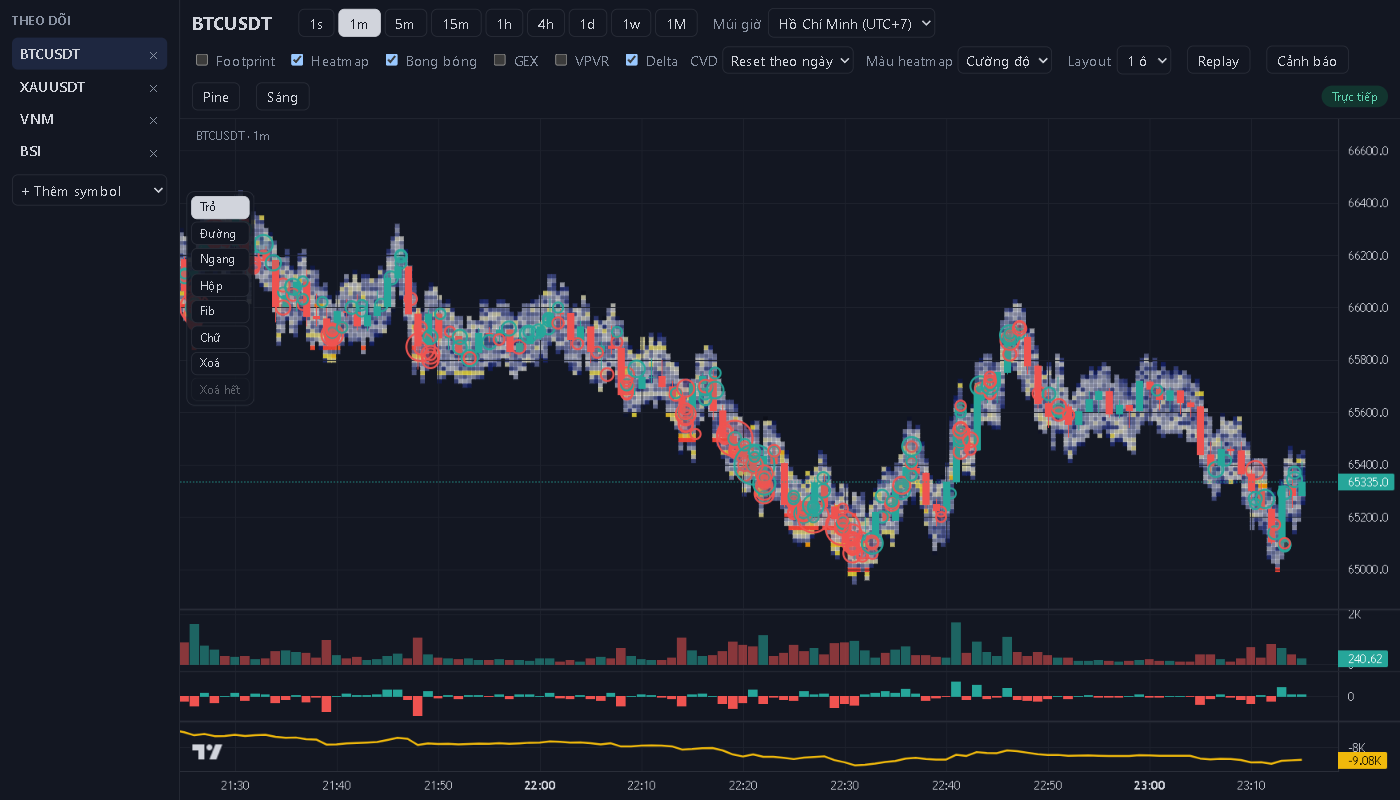 THEO DÕI
BTCUSDT ×
XAUUSDT ×
VNM ×
BSI ×
+ Thêm symbol
BTCUSDT 1s 1m 5m 15m 1h 4h 1d 1w 1M Múi giờ Hồ Chí Minh (UTC+7)
Footprint Heatmap Bong bóng GEX VPVR Delta CVD Reset theo ngày Màu heatmap Cường độ Layout 1 ô Replay Cảnh báo
Pine Sáng Trực tiếp
BTCUSDT · 1m
Trỏ
Đường
Ngang
Hộp
Fib
Chữ
Xoá
Xoá hết
66600.0
66400.0
66200.0
66000.0
65800.0
65600.0
65400.0
65335.0
65200.0
65000.0
2K
240.62
0
-8K
-9.08K
21:30 21:40 21:50 22:00 22:10 22:20 22:30 22:40 22:50 23:00 23:10